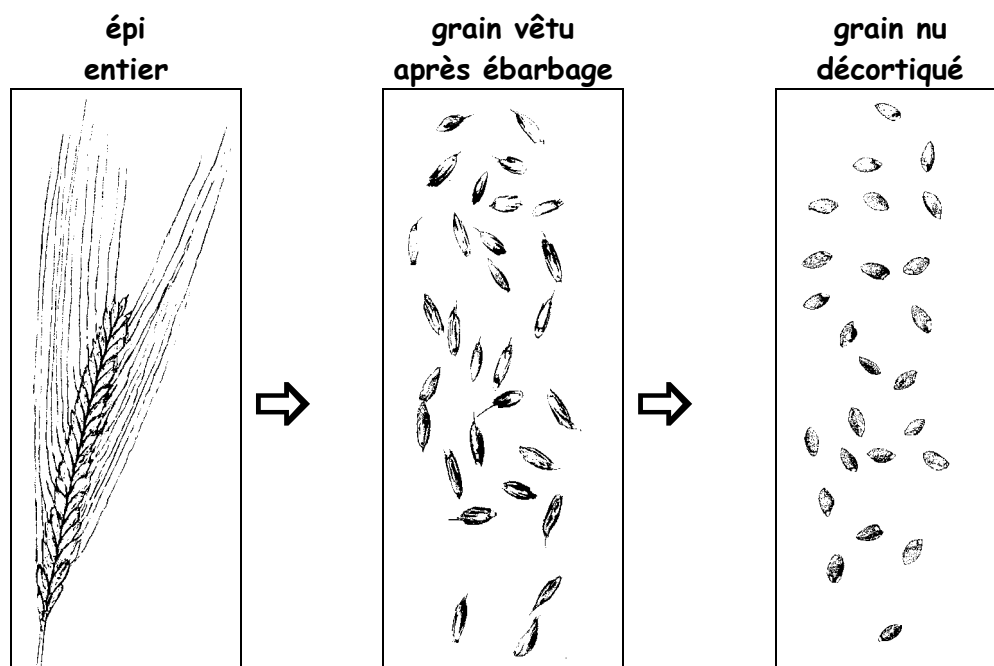 épi
entier
grain vêtu
après ébarbage
grain nu
décortiqué